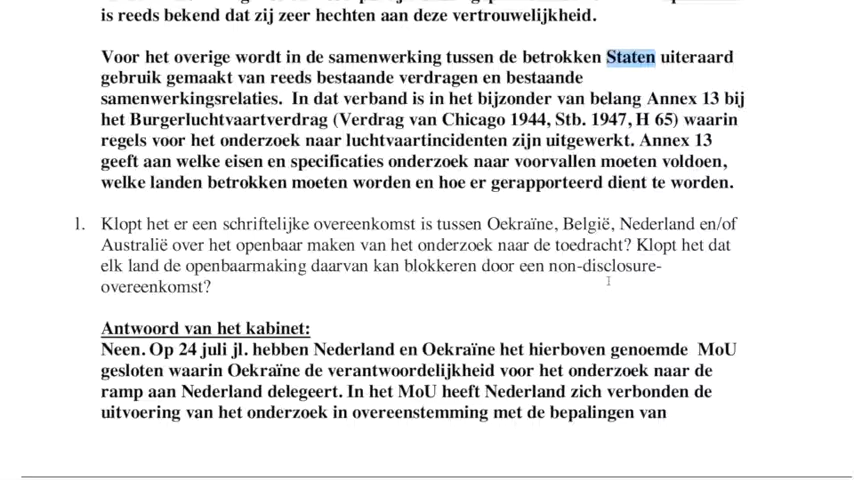 is reeds bekend dat zij zeer hechten aan deze vertrouwelijkheid.
Voor het overige wordt in de samenwerking tussen de betrokken Staten uiteraard
gebruik gemaakt van reeds bestaande verdragen en bestaande
samenwerkingsrelaties.  In dat verband is in het bijzonder van belang Annex 13 bij
het Burgerluchtvaartverdrag (Verdrag van Chicago 1944, Stb. 1947, H 65) waarin
regels voor het onderzoek naar luchtvaartincidenten zijn uitgewerkt. Annex 13
geeft aan welke eisen en specificaties onderzoek naar voorvallen moeten voldoen,
welke landen betrokken moeten worden en hoe er gerapporteerd dient te worden.
1. Klopt het er een schriftelijke overeenkomst is tussen Oekraïne, België, Nederland en/of
Australië over het openbaar maken van het onderzoek naar de toedracht? Klopt het dat
elk land de openbaarmaking daarvan kan blokkeren door een non-disclosure-
overeenkomst?
Antwoord van het kabinet:
Neen. Op 24 juli jl. hebben Nederland en Oekraïne het hierboven genoemde  MoU
gesloten waarin Oekraïne de verantwoordelijkheid voor het onderzoek naar de
ramp aan Nederland delegeert. In het MoU heeft Nederland zich verbonden de
uitvoering van het onderzoek in overeenstemming met de bepalingen van